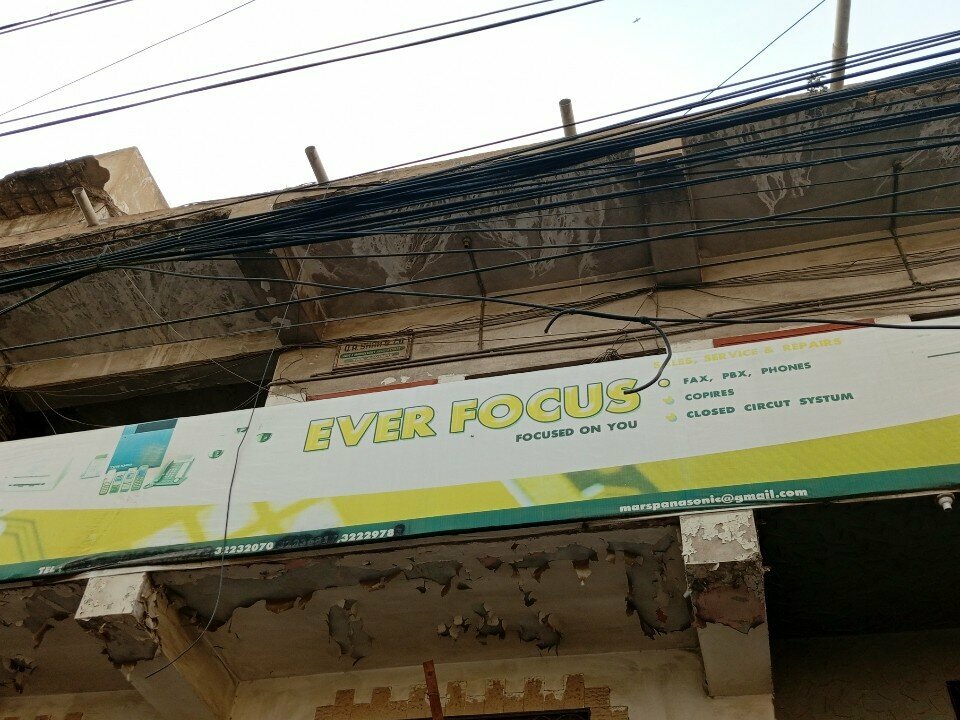 SALES, SERVICE & REPAIRS
EVER FOCUS
FOCUSED ON YOU
FAX, PBX, PHONES
COPIRES
CLOSED CIRCUT SYSTUM
marspanasonic@gmail.com
TEL 32232070 3222978